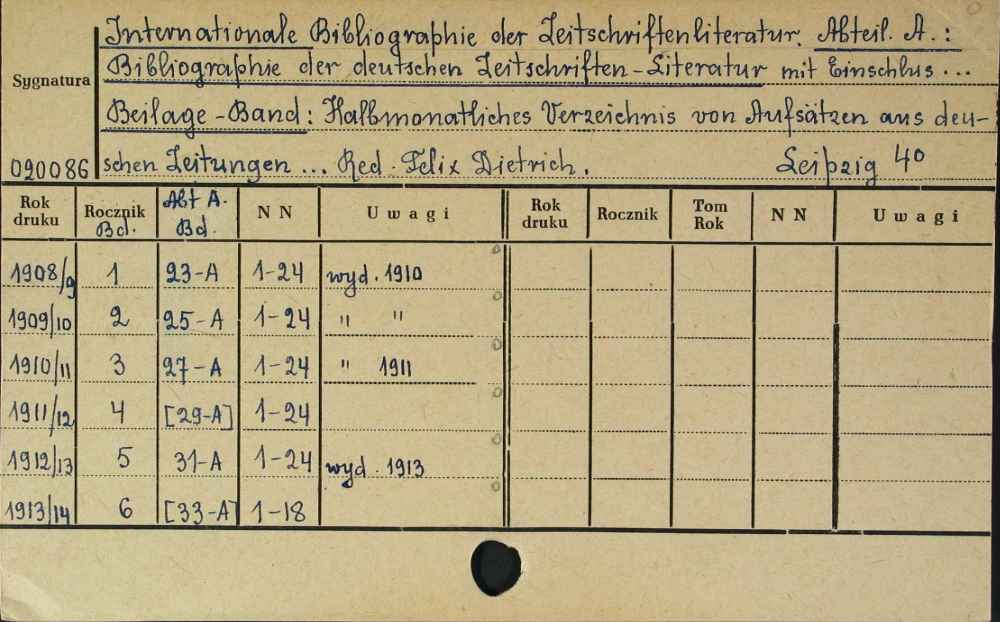 Internationale Bibliographie der Zeitschriftenliteratur. Abteil. A.:
Bibliographie der deutschen Zeitschriften-Literatur mit Einschlus ...
Sygnatura
Beilage-Band: Halbmonatliches Verzeichnis von Aufsätzen aus deu-
020086 schen Zeitungen ... Red. Felix Dietrich. Leipzig 4o
Rok druku Rocznik Bd. Abt A. Bd. NN Uwagi Rok druku Rocznik Tom Rok NN Uwagi
1908/9 1 23-A 1-24 wyd. 1910
1909/10 2 25-A 1-24 " "
1910/11 3 27-A 1-24 " 1911
1911/12 4 [29-A] 1-24
1912/13 5 31-A 1-24 wyd. 1913
1913/14 6 [33-A] 1-18